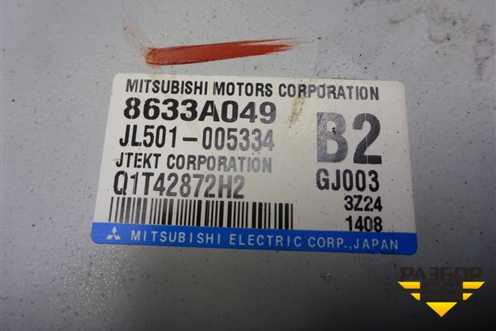 MITSUBISHI MOTORS CORPORATION
8633A049
JL501-005334
B2
JTEKT CORPORATION
Q1T42872H2
GJ003
3Z24
1408
MITSUBISHI ELECTRIC CORP.,JAPAN
РАЗБОР